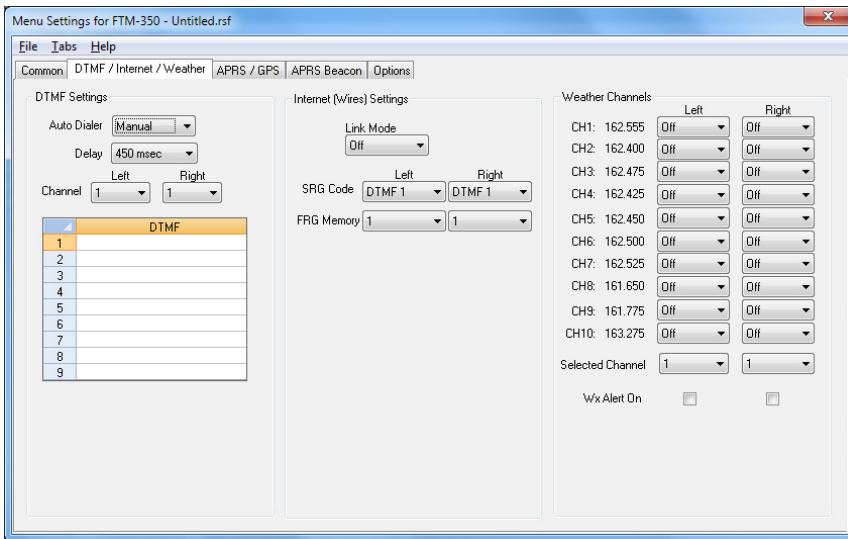 Menu Settings for FTM-350 - Untitled.rsf
File Tabs Help
Common DTMF / Internet / Weather APRS / GPS APRS Beacon Options
DTMF Settings
Auto Dialer Manual
Delay 450 msec
Left Right
Channel 1 1
DTMF
1
2
3
4
5
6
7
8
9
Internet (Wires) Settings
Link Mode
Off
Left Right
SRG Code DTMF 1 DTMF 1
FRG Memory 1 1
Weather Channels
Left Right
CH1: 162.555 Off Off
CH2: 162.400 Off Off
CH3: 162.475 Off Off
CH4: 162.425 Off Off
CH5: 162.450 Off Off
CH6: 162.500 Off Off
CH7: 162.525 Off Off
CH8: 161.650 Off Off
CH9: 161.775 Off Off
CH10: 163.275 Off Off
Selected Channel 1 1
Wx Alert On